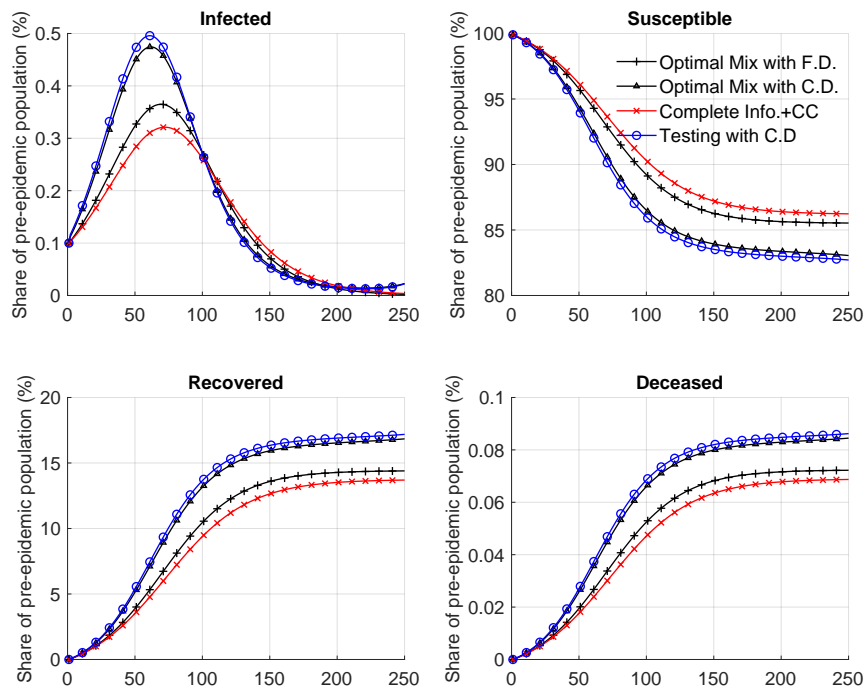 Infected
Share of pre-epidemic population (%)
0.5
0.4
0.3
0.2
0.1
0
0 50 100 150 200 250
Susceptible
Share of pre-epidemic population (%)
100
95
90
85
80
0 50 100 150 200 250
Optimal Mix with F.D.
Optimal Mix with C.D.
Complete Info.+CC
Testing with C.D
Recovered
Share of pre-epidemic population (%)
20
15
10
5
0
0 50 100 150 200 250
Deceased
Share of pre-epidemic population (%)
0.1
0.08
0.06
0.04
0.02
0
0 50 100 150 200 250